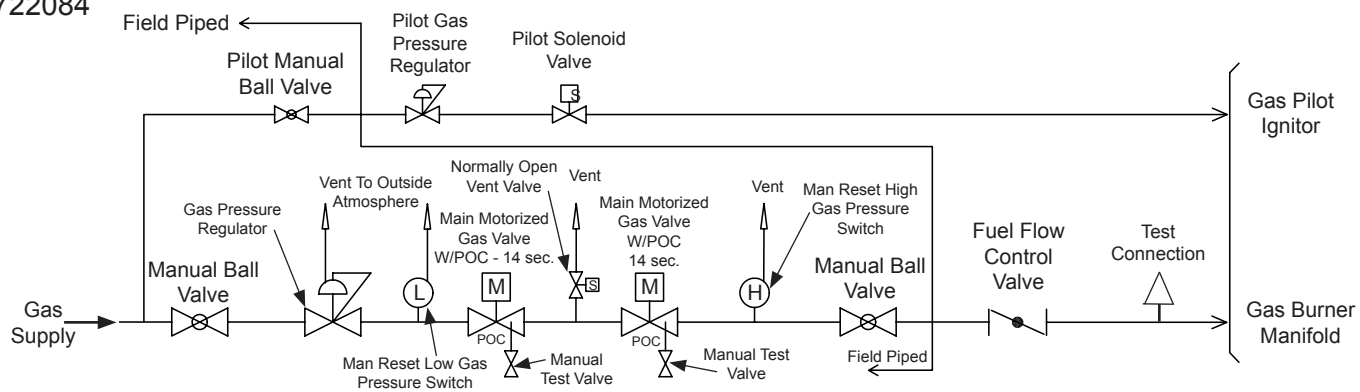 722084
Field Piped
Pilot Gas
Pressure
Regulator
Pilot Solenoid
Valve
Pilot Manual
Ball Valve
S
Gas Pilot
Ignitor
Normally Open
Vent Valve
Vent
Vent To Outside
Atmosphere
Main Motorized
Gas Valve
W/POC - 14 sec.
Main Motorized
Gas Valve
W/POC
14 sec.
Vent
Man Reset High
Gas Pressure
Switch
Gas Pressure
Regulator
Fuel Flow
Control
Valve
Test
Connection
Manual Ball
Valve
Manual Ball
Valve
L
M
S
M
H
Gas
Supply
Gas Burner
Manifold
POC
POC
Man Reset Low Gas
Pressure Switch
Manual
Test Valve
Manual Test
Valve
Field Piped